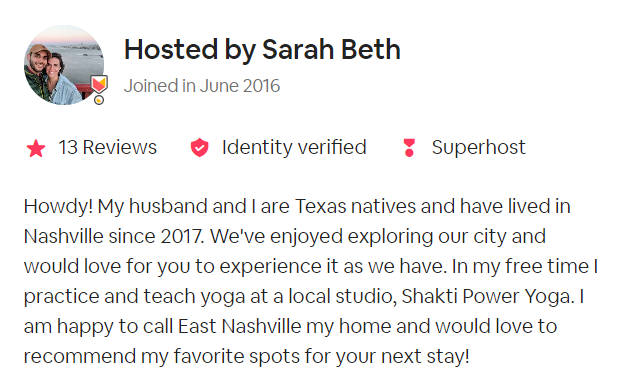 Hosted by Sarah Beth
Joined in June 2016
13 Reviews Identity verified Superhost
Howdy! My husband and I are Texas natives and have lived in
Nashville since 2017. We've enjoyed exploring our city and
would love for you to experience it as we have. In my free time I
practice and teach yoga at a local studio, Shakti Power Yoga. I
am happy to call East Nashville my home and would love to
recommend my favorite spots for your next stay!